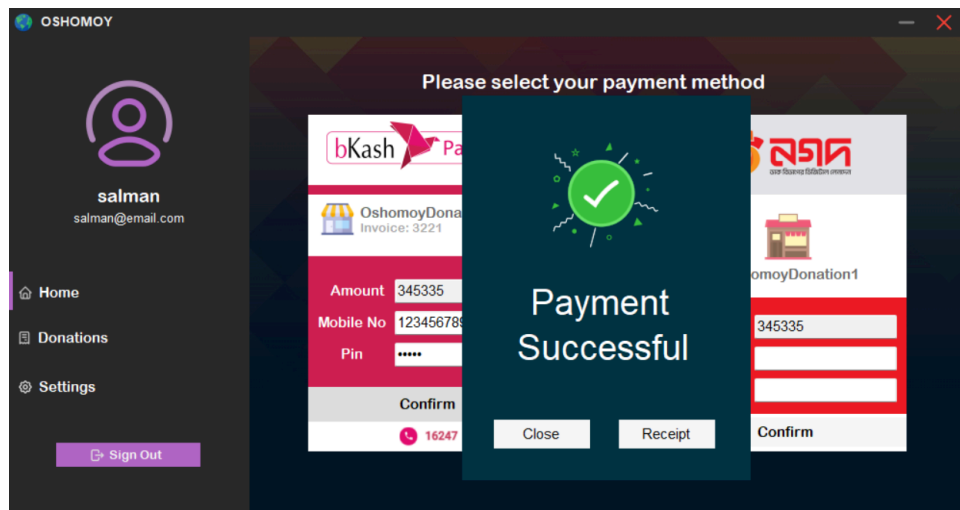 OSHOMOY
salman
salman@email.com
Home
Donations
Settings
Sign Out
Please select your payment method
bKash Pa
OshomoyDona
Invoice: 3221
Amount 345335
Mobile No 123456789
Pin •••••
Confirm
16247
Payment
Successful
Close Receipt
নগদ
ডাক বিভাগের ডিজিটাল লেনদেন
omoyDonation1
345335
Confirm